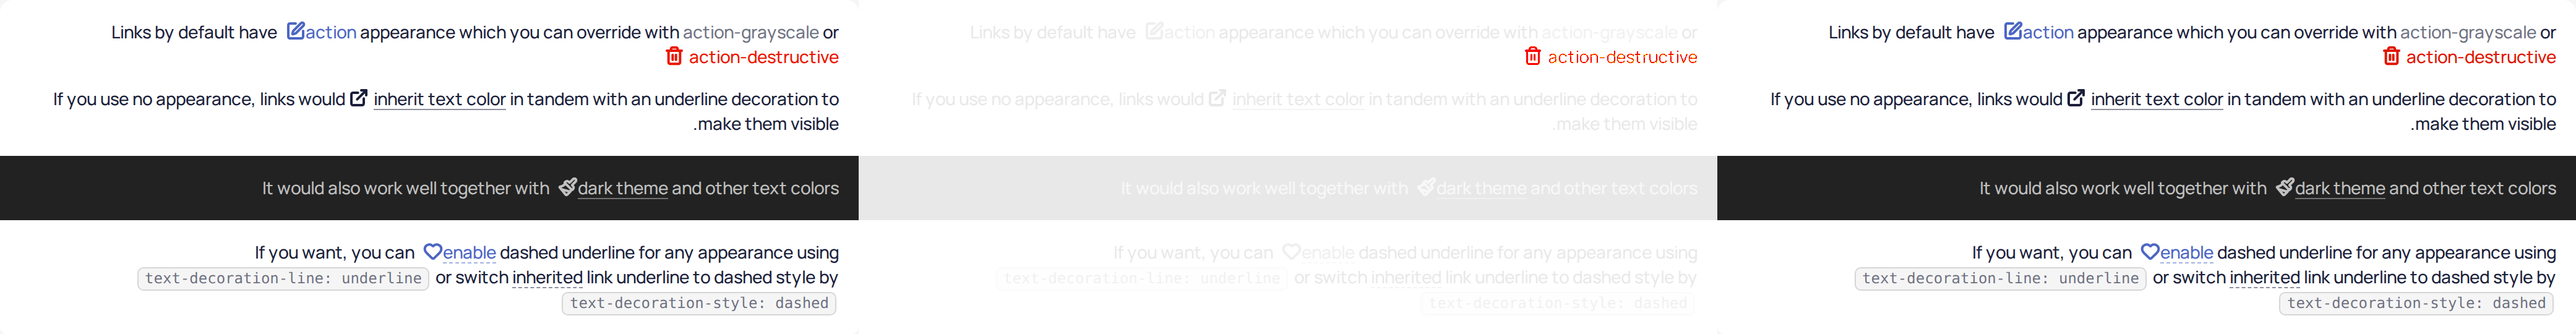 Links by default have action appearance which you can override with action-grayscale or
action-destructive
If you use no appearance, links would inherit text color in tandem with an underline decoration to
.make them visible
It would also work well together with dark theme and other text colors
If you want, you can enable dashed underline for any appearance using
text-decoration-line: underline or switch inherited link underline to dashed style by
text-decoration-style: dashed
Links by default have action appearance which you can override with action-grayscale or
action-destructive
If you use no appearance, links would inherit text color in tandem with an underline decoration to
.make them visible
It would also work well together with dark theme and other text colors
If you want, you can enable dashed underline for any appearance using
text-decoration-line: underline or switch inherited link underline to dashed style by
text-decoration-style: dashed
Links by default have action appearance which you can override with action-grayscale or
action-destructive
If you use no appearance, links would inherit text color in tandem with an underline decoration to
.make them visible
It would also work well together with dark theme and other text colors
If you want, you can enable dashed underline for any appearance using
text-decoration-line: underline or switch inherited link underline to dashed style by
text-decoration-style: dashed